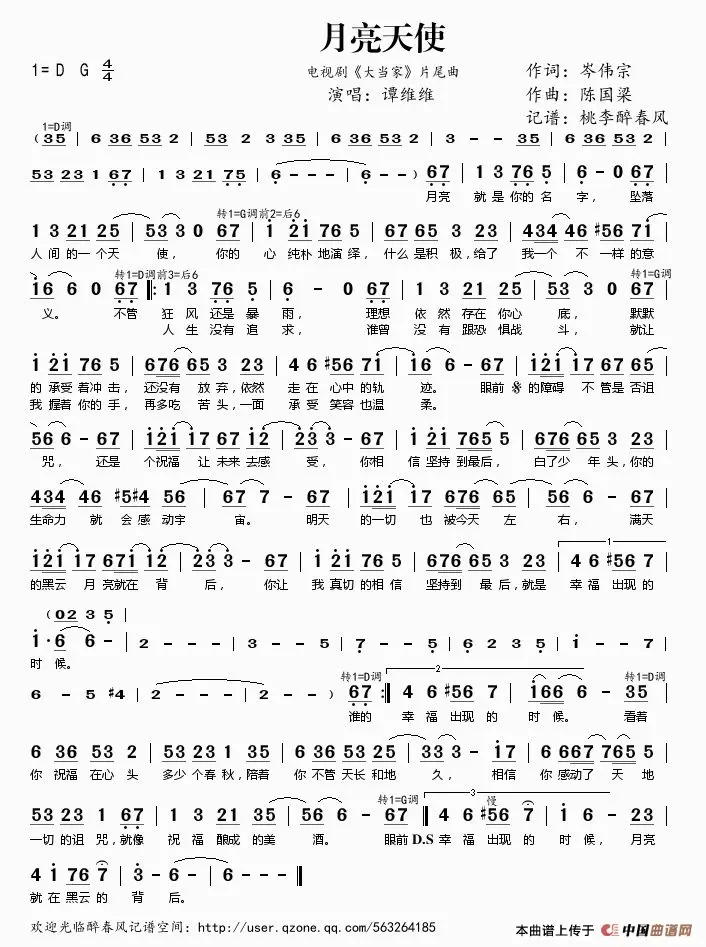 月亮天使
1= D G 4/4
电视剧《大当家》片尾曲
演唱：谭维维
作词：岑伟宗
作曲：陈国梁
记谱：桃李醉春风
1=D调
(35 | 6 36 53 2 | 53 2 3 35 | 6 36 53 2 | 3 - - 35 | 6 36 53 2 |
53 23 1 67 | 1 3 21 75 | 6 - - - | 6 - - ) 67 | 1 3 76 5 | 6 - 0 67 |
月亮 就是你的名 字， 坠落
转1=G调前2=后6
1 3 21 25 | 53 3 0 67 | 1 21 76 5 | 67 65 3 23 | 434 46 #56 71 |
人间的一个天 使， 你的 心 纯朴地演绎， 什么是积极，给了 我一个 不 一样的意
转1=D调前3=后6 转1=G调
16 6 0 67 |: 1 3 76 5 | 6 - 0 67 | 1 3 21 25 | 53 3 0 67 |
义。 不管 狂风还是暴 雨， 理想 依然存在你心 底， 默默
人生没有追 求， 谁曾 没有跟恐惧战 斗， 就让
1 21 76 5 | 676 65 3 23 | 4 6 #56 71 | 16 6 - 67 | 121 17 67 65 |
的承受着冲击， 还没有 放弃，依然 走在心中的轨 迹。 眼前 𝄋 的障碍 不管是否诅
我握着你的手， 再多吃 苦头，一面 承受笑容也温 柔。
56 6 - 67 | 121 17 67 12 | 23 3 - 67 | 121 21 765 5 | 676 65 3 23 |
咒， 还是 个祝福 让未来去感 受， 你相 信坚持到最后， 白了少 年头，你的
434 46 #5#4 56 | 67 7 - 67 | 121 17 676 65 | 56 6 - 67 |
生命力 就 会感动宇 宙。 明天 的一切 也被今天 左 右， 满天
121 17 671 12 | 23 3 - 67 | 1 21 76 5 | 676 65 3 23 | 4 6 #56 7 |
的黑云 月亮就在 背 后， 你让 我真切的相信 坚持到 最后，就是 幸福出现的
1
(02 3 5 |
1· 6 6 - | 2 - - - | 3 - - 5 | 7 - - 5 | 6 2 3 5 | 1 - - 7 |
时候。
转1=D调 2 转1=D调
6 - 5 #4 | 2 - - - | 2 - - ) 67 :| 4 6 #56 7 | 166 6 - 35 |
谁的 幸福出现的 时候。 看着
6 36 53 2 | 53 23 1 35 | 6 36 53 25 | 33 3 - 17 | 6 667 765 5 |
你 祝福在心头 多少个春秋，陪着 你 不管天长和地 久， 相信 你感动了 天 地
转1=G调 3 慢
53 23 1 67 | 1 3 21 35 | 56 6 - 67 || 4 6 #56 7 | 1 6 - 23 |
一切的诅咒，就像 祝福 酿成的美 酒。 眼前D.S幸福出现的 时候， 月亮
4 1 76 7 | 3 - 6 - | 6 - - - ||
就在黑云的 背 后。
欢迎光临醉春风记谱空间：http://user.qzone.qq.com/563264185
本曲谱上传于 中国曲谱网